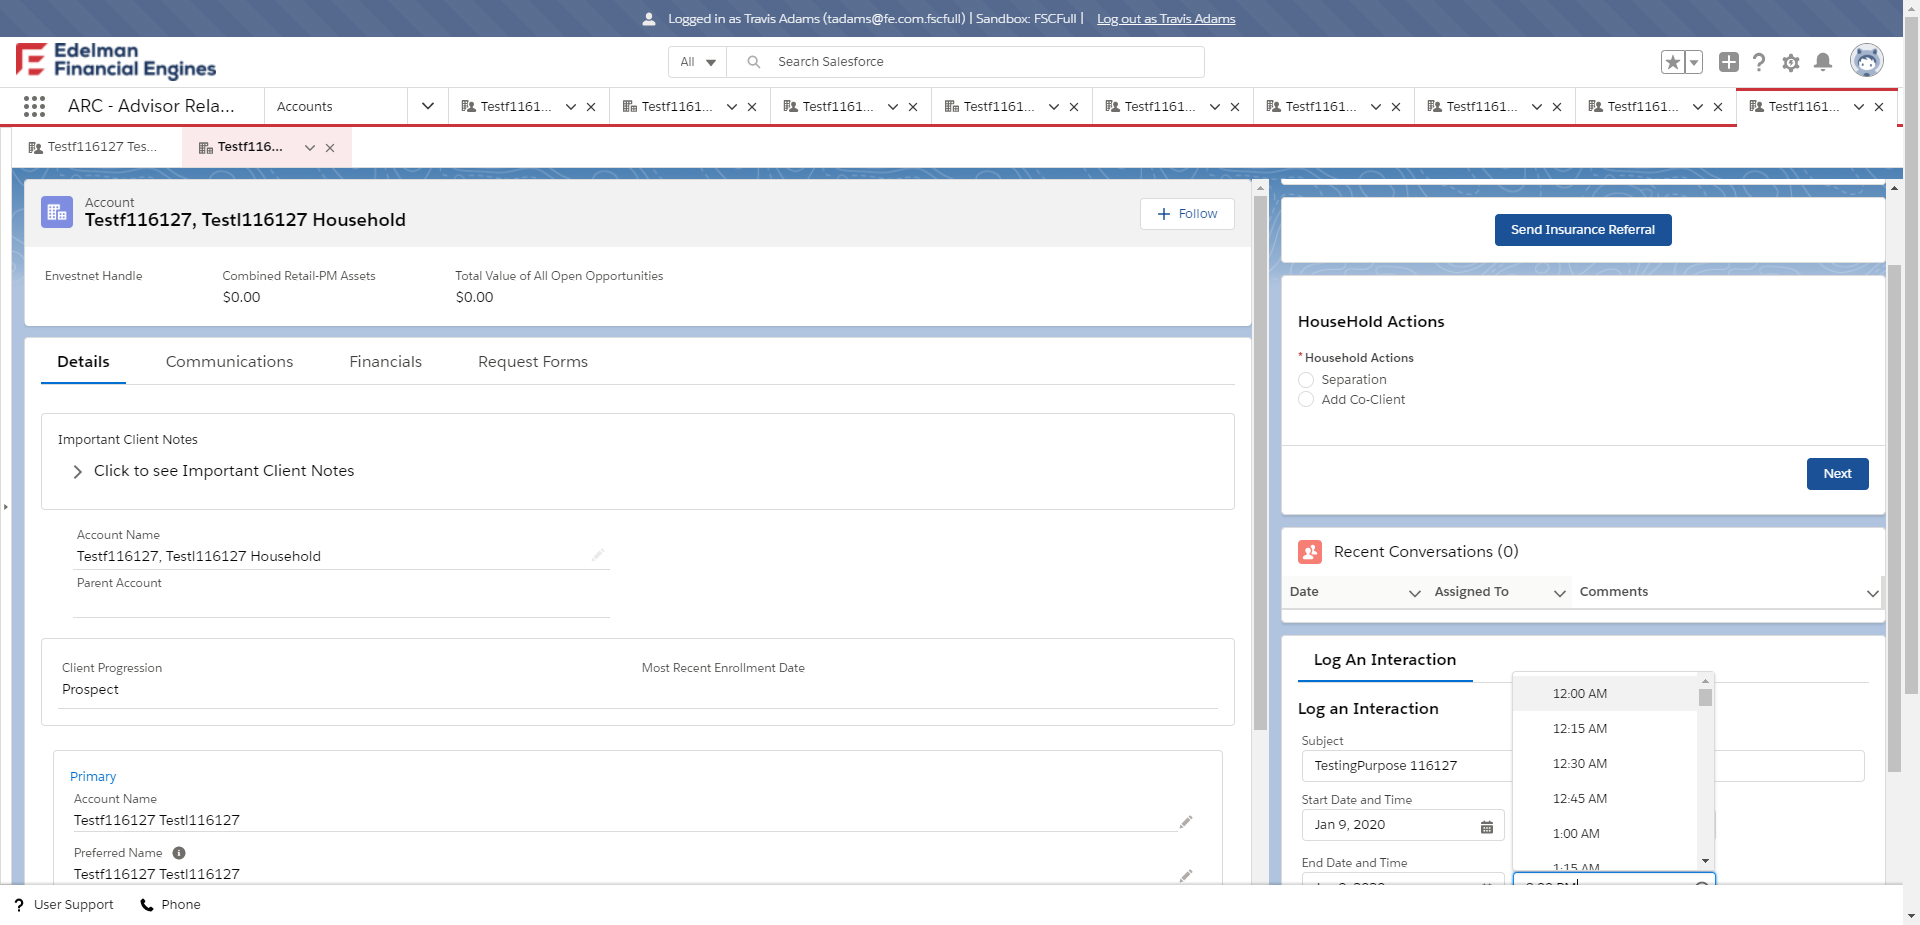 Logged in as Travis Adams (tadams@fe.com.fscfull) | Sandbox: FSCFull | Log out as Travis Adams
Edelman
Financial Engines
All
Search Salesforce
ARC - Advisor Rela...
Accounts
Testf1161...
Testf1161...
Testf1161...
Testf1161...
Testf1161...
Testf1161...
Testf1161...
Testf1161...
Testf1161...
Testf116127 Tes...
Testf116...
Account
Testf116127, Testl116127 Household
Follow
Envestnet Handle
Combined Retail-PM Assets
$0.00
Total Value of All Open Opportunities
$0.00
Details
Communications
Financials
Request Forms
Important Client Notes
Click to see Important Client Notes
Account Name
Testf116127, Testl116127 Household
Parent Account
Client Progression
Prospect
Most Recent Enrollment Date
Primary
Account Name
Testf116127 Testl116127
Preferred Name
Testf116127 Testl116127
Send Insurance Referral
HouseHold Actions
*Household Actions
Separation
Add Co-Client
Next
Recent Conversations (0)
Date
Assigned To
Comments
Log An Interaction
Log an Interaction
Subject
TestingPurpose 116127
Start Date and Time
Jan 9, 2020
End Date and Time
12:00 AM
12:15 AM
12:30 AM
12:45 AM
1:00 AM
1:15 AM
User Support
Phone